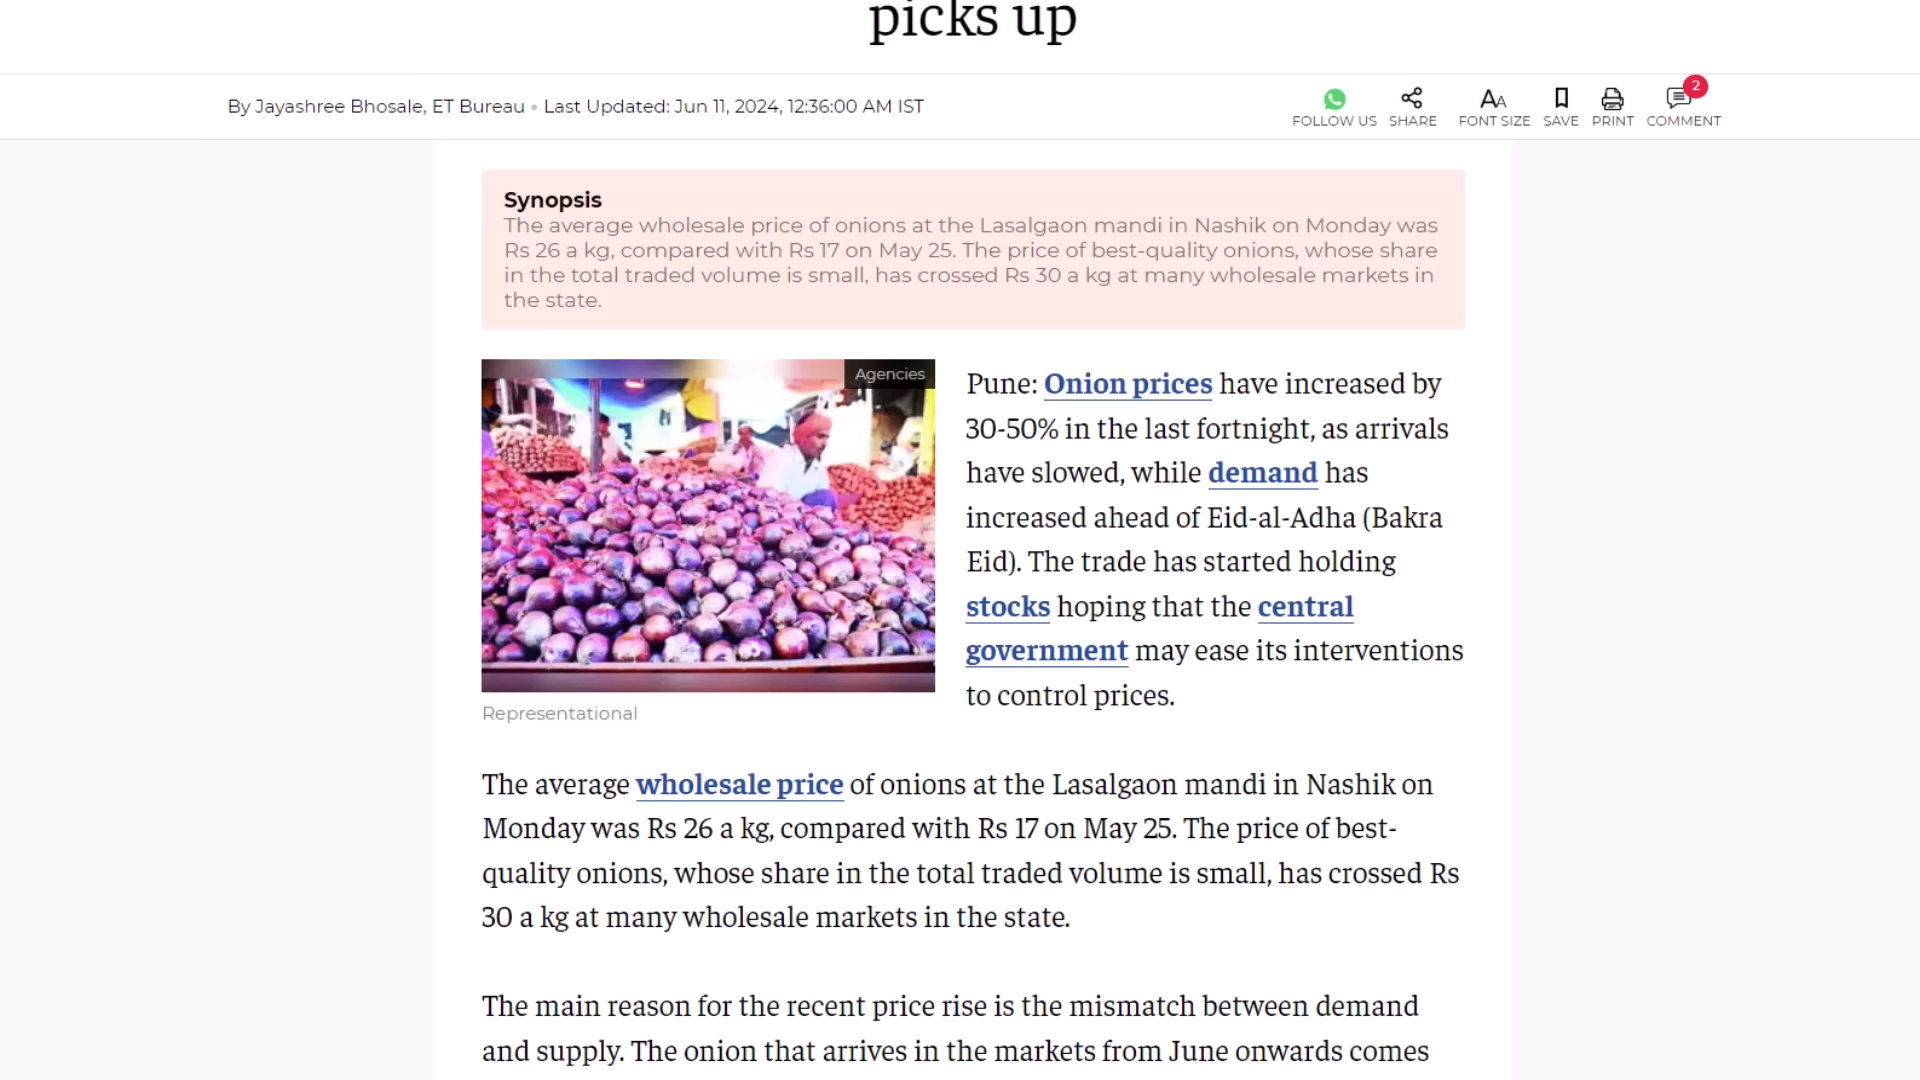 picks up
By Jayashree Bhosale, ET Bureau • Last Updated: Jun 11, 2024, 12:36:00 AM IST
FOLLOW US SHARE FONT SIZE SAVE PRINT COMMENT 2
Synopsis
The average wholesale price of onions at the Lasalgaon mandi in Nashik on Monday was
Rs 26 a kg, compared with Rs 17 on May 25. The price of best-quality onions, whose share
in the total traded volume is small, has crossed Rs 30 a kg at many wholesale markets in
the state.
Agencies
Representational
Pune: Onion prices have increased by
30-50% in the last fortnight, as arrivals
have slowed, while demand has
increased ahead of Eid-al-Adha (Bakra
Eid). The trade has started holding
stocks hoping that the central
government may ease its interventions
to control prices.
The average wholesale price of onions at the Lasalgaon mandi in Nashik on
Monday was Rs 26 a kg, compared with Rs 17 on May 25. The price of best-
quality onions, whose share in the total traded volume is small, has crossed Rs
30 a kg at many wholesale markets in the state.
The main reason for the recent price rise is the mismatch between demand
and supply. The onion that arrives in the markets from June onwards comes